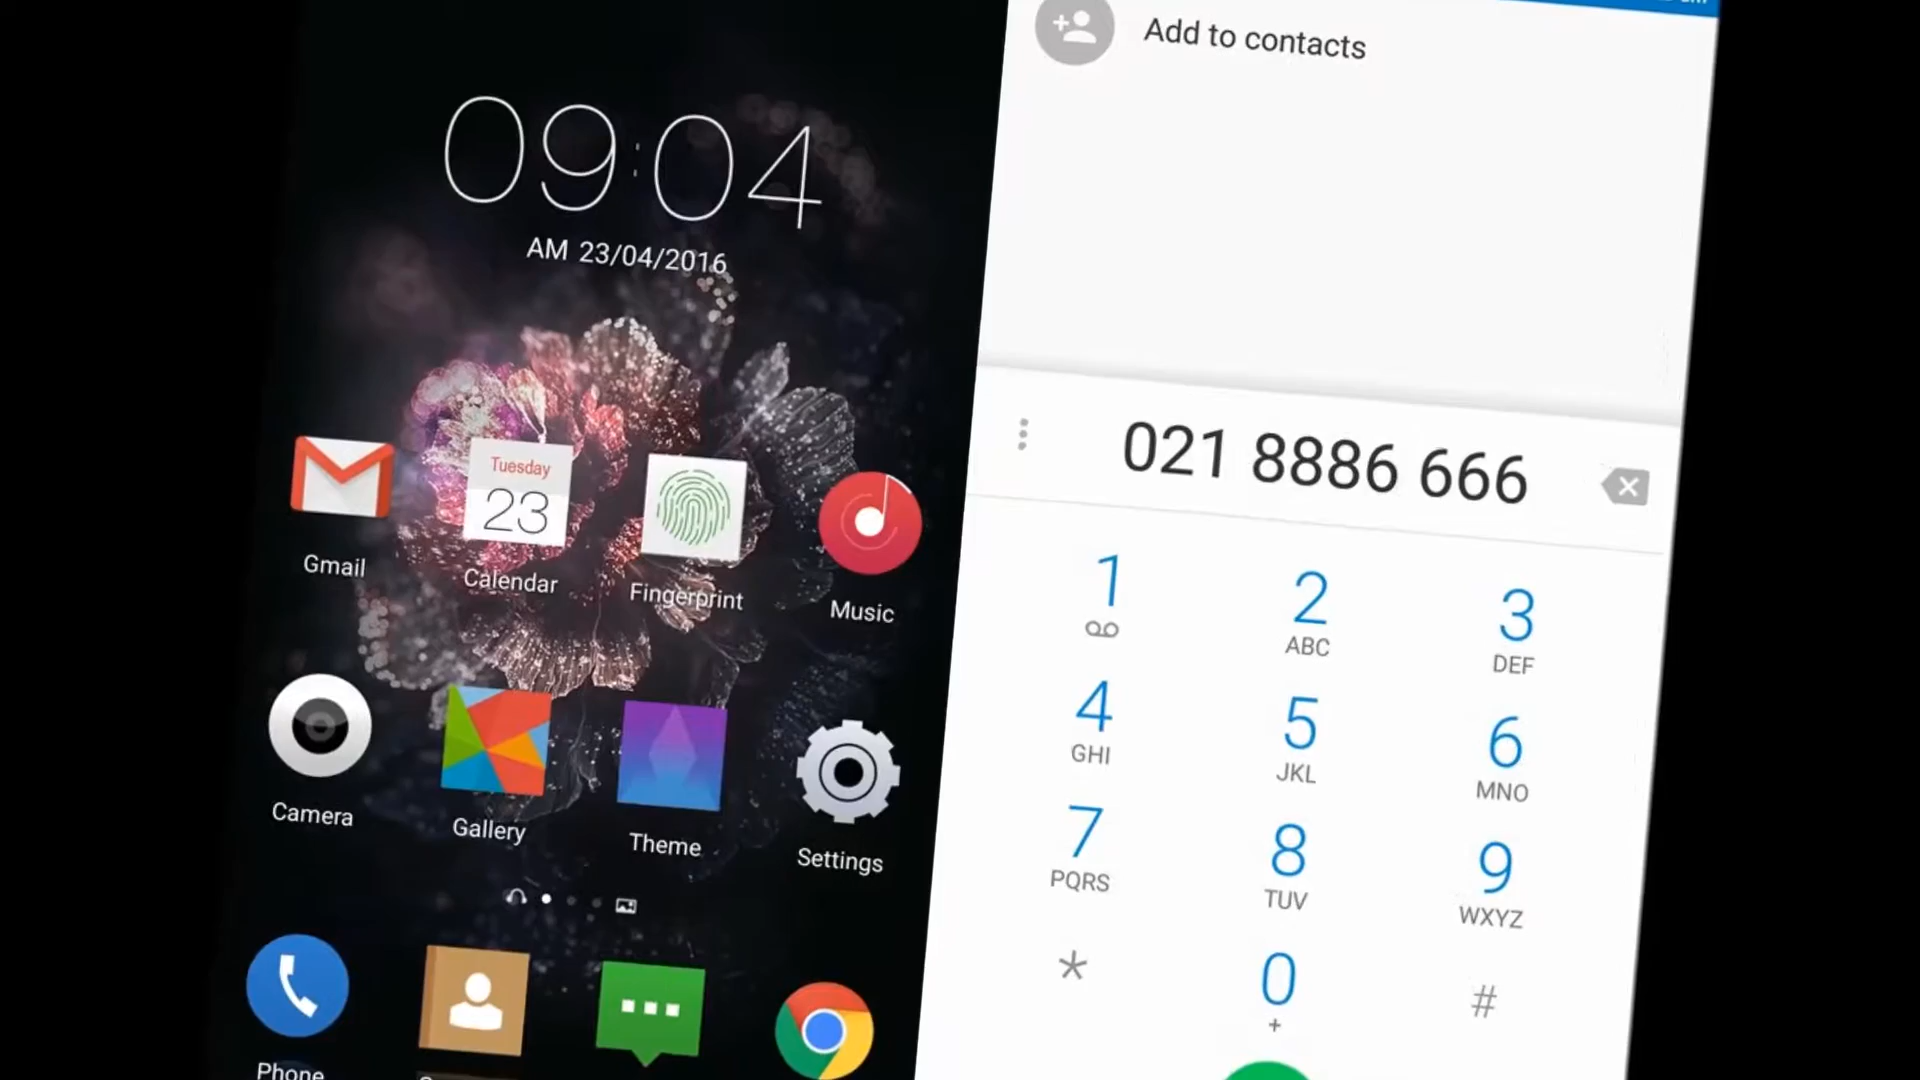 09:04
AM 23/04/2016
Tuesday
23
Gmail
Calendar
Fingerprint
Music
Camera
Gallery
Theme
Settings
Phone
Add to contacts
021 8886 666
1 2 3
ABC DEF
4 5 6
GHI JKL MNO
7 8 9
PQRS TUV WXYZ
* 0 #
+